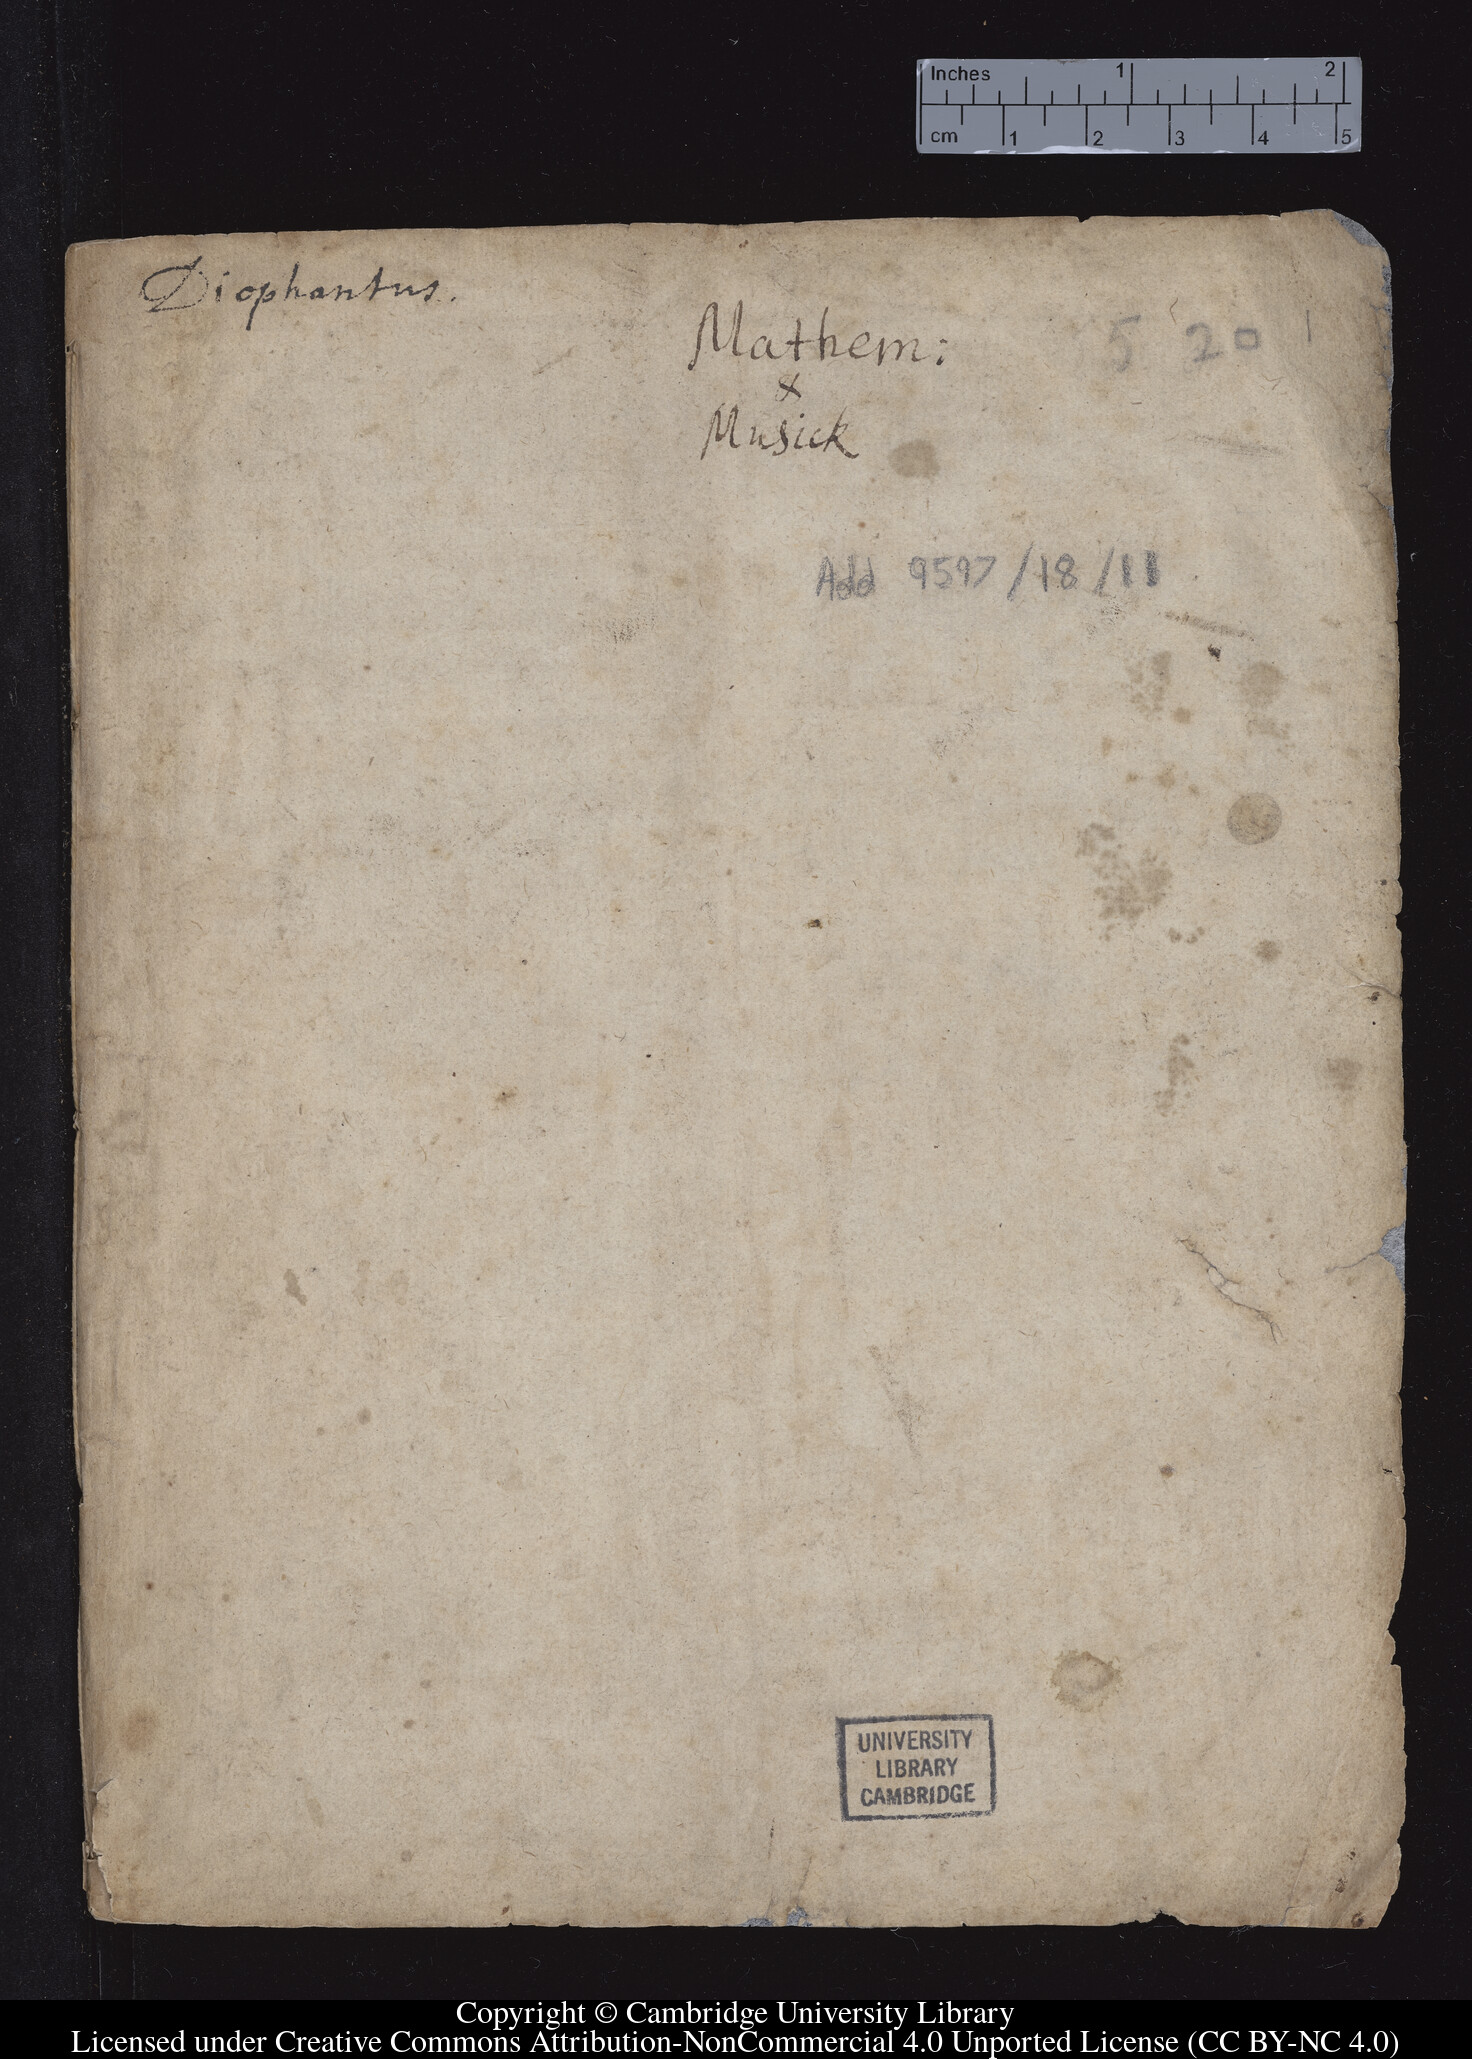 Inches 1 2
cm 1 2 3 4 5
Diophantus.
Mathem:
&
Musick
5 20
Add 9597/18/11
UNIVERSITY
LIBRARY
CAMBRIDGE
Copyright © Cambridge University Library
Licensed under Creative Commons Attribution-NonCommercial 4.0 Unported License (CC BY-NC 4.0)